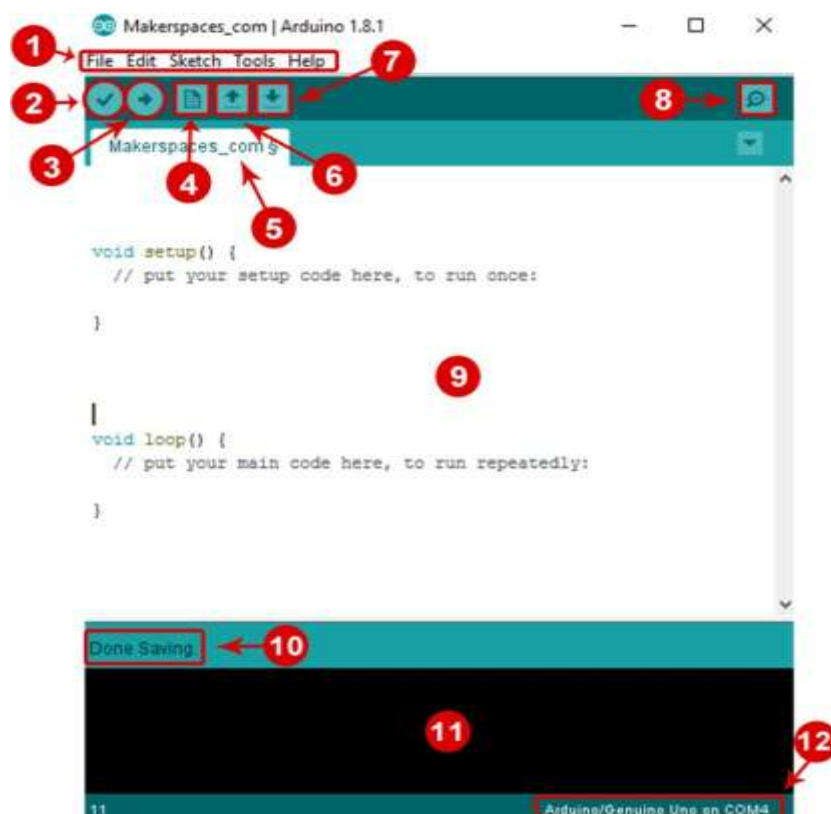 Makerspaces_com | Arduino 1.8.1
1
File Edit Sketch Tools Help
7
2
8
3
4
6
Makerspaces_com §
5
void setup() {
// put your setup code here, to run once:
}
9
void loop() {
// put your main code here, to run repeatedly:
}
Done Saving.
10
11
12
11
Arduino/Genuino Uno on COM4